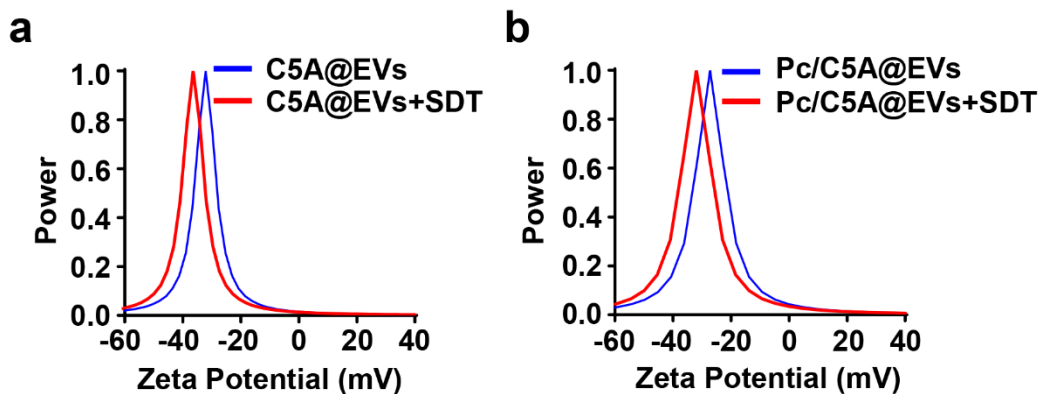 a
C5A@EVs
C5A@EVs+SDT
1.0
0.8
0.6
0.4
0.2
0.0
Power
-60 -40 -20 0 20 40
Zeta Potential (mV)
b
Pc/C5A@EVs
Pc/C5A@EVs+SDT
1.0
0.8
0.6
0.4
0.2
0.0
Power
-60 -40 -20 0 20 40
Zeta Potential (mV)